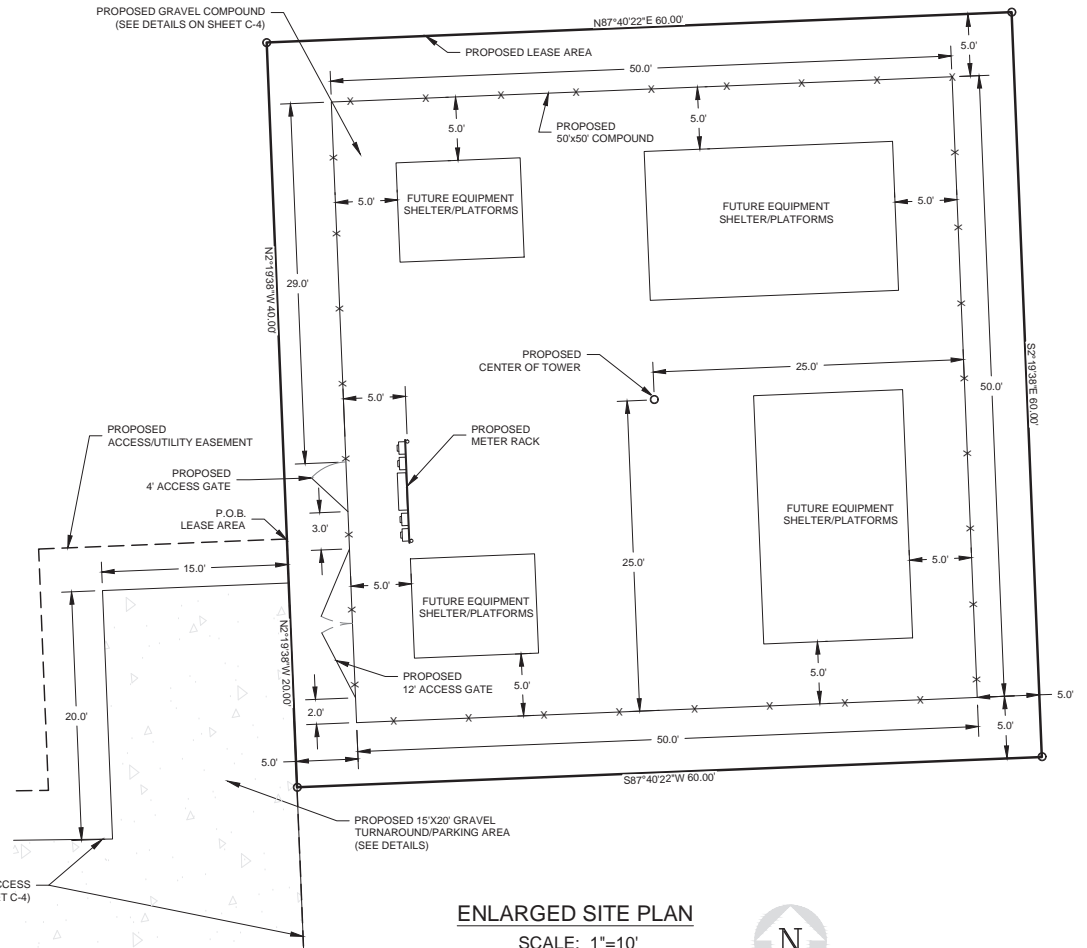 PROPOSED GRAVEL COMPOUND
(SEE DETAILS ON SHEET C-4)
N87°40'22"E 60.00'
PROPOSED LEASE AREA
5.0'
50.0'
5.0'
PROPOSED
50'x50' COMPOUND
5.0'
FUTURE EQUIPMENT
SHELTER/PLATFORMS
5.0'
FUTURE EQUIPMENT
SHELTER/PLATFORMS
5.0'
N2°19'38"W 40.00'
29.0'
PROPOSED
CENTER OF TOWER
25.0'
50.0'
S2°19'38"E 60.00'
5.0'
PROPOSED
METER RACK
PROPOSED
ACCESS/UTILITY EASEMENT
PROPOSED
4' ACCESS GATE
P.O.B.
LEASE AREA
3.0'
15.0'
5.0'
25.0'
FUTURE EQUIPMENT
SHELTER/PLATFORMS
5.0'
FUTURE EQUIPMENT
SHELTER/PLATFORMS
N2°19'38"W 20.00'
PROPOSED
12' ACCESS GATE
5.0'
5.0'
20.0'
2.0'
5.0'
5.0'
50.0'
5.0'
S87°40'22"W 60.00'
PROPOSED 15'X20' GRAVEL
TURNAROUND/PARKING AREA
(SEE DETAILS)
CCESS
ET C-4)
ENLARGED SITE PLAN
SCALE: 1"=10'
N